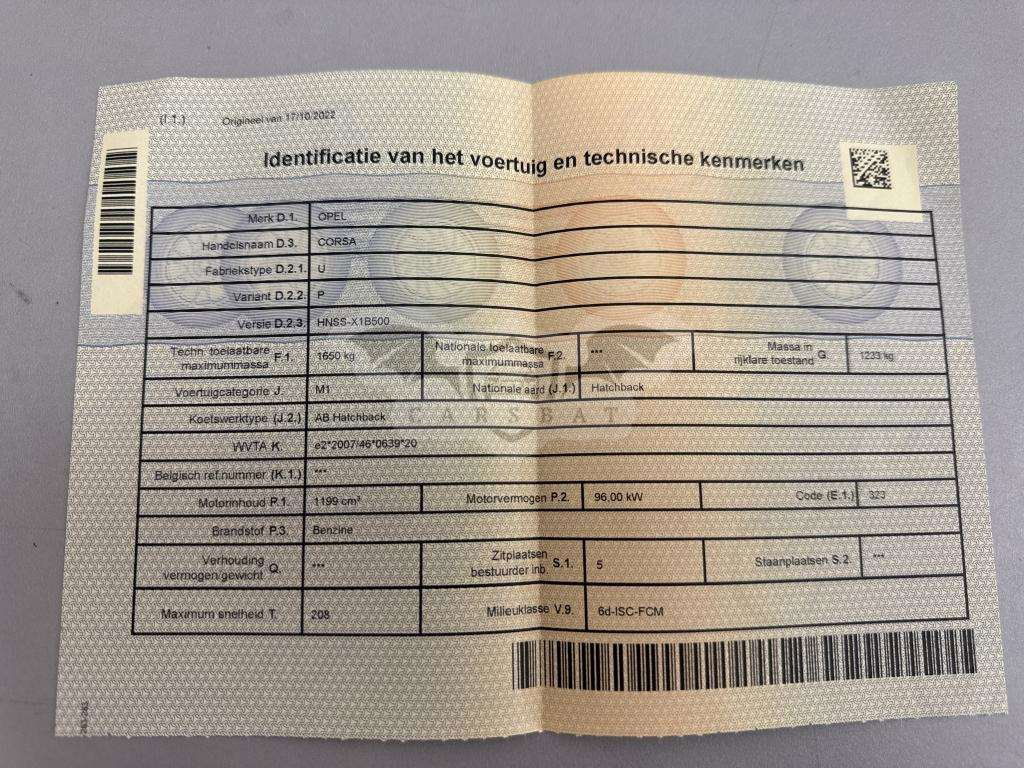 (I.1.) Origineel van 17/10/2022
Identificatie van het voertuig en technische kenmerken
Merk D.1. OPEL
Handelsnaam D.3. CORSA
Fabriekstype D.2.1. U
Variant D.2.2. P
Versie D.2.3. HNSS-X1B500
Techn. toelaatbare maximummassa F.1. 1650 kg Nationale toelaatbare maximummassa F.2. *** Massa in rijklare toestand G. 1233 kg
Voertuigcategorie J. M1 Nationale aard (J.1.) Hatchback
Koetswerktype (J.2.) AB Hatchback
CARSBAT
WVTA K. e2*2007/46*0639*20
Belgisch ref.nummer (K.1.) ***
Motorinhoud P.1. 1199 cm³ Motorvermogen P.2. 96,00 kW Code (E.1.) 323
Brandstof P.3. Benzine
Verhouding vermogen/gewicht Q. *** Zitplaatsen bestuurder inb. S.1. 5 Staanplaatsen S.2. ***
Maximum snelheid T. 208 Milieuklasse V.9. 6d-ISC-FCM